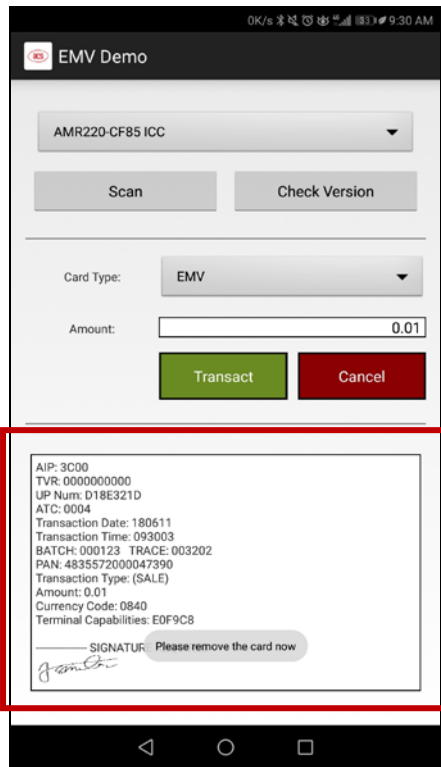 0K/s 46 83 9:30 AM
ACS EMV Demo
AMR220-CF85 ICC
Scan Check Version
Card Type: EMV
Amount: 0.01
Transact Cancel
AIP: 3C00
TVR: 0000000000
UP Num: D18E321D
ATC: 0004
Transaction Date: 180611
Transaction Time: 093003
BATCH: 000123 TRACE: 003202
PAN: 4835572000047390
Transaction Type: (SALE)
Amount: 0.01
Currency Code: 0840
Terminal Capabilities: E0F9C8
---------- SIGNATUR
Please remove the card now